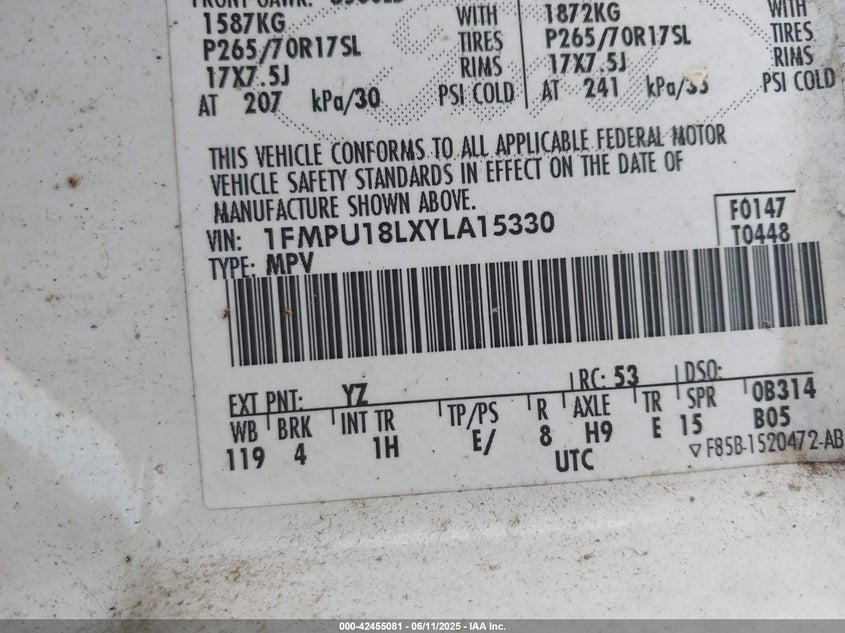 FRONT GAWR:
1587KG WITH 1872KG WITH
P265/70R17SL TIRES P265/70R17SL TIRES
17X7.5J RIMS 17X7.5J RIMS
AT 207 kPa/30 PSI COLD AT 241 kPa/35 PSI COLD
THIS VEHICLE CONFORMS TO ALL APPLICABLE FEDERAL MOTOR
VEHICLE SAFETY STANDARDS IN EFFECT ON THE DATE OF
MANUFACTURE SHOWN ABOVE.
VIN: 1FMPU18LXYLA15330 F0147
TYPE: MPV T0448
EXT PNT: YZ RC: 53 DSO:
WB BRK INT TR TP/PS R AXLE TR SPR 0B314
119 4 1H E/ 8 H9 E 15 B05
UTC ▽F85B-1520472-AB
000-42455081 - 06/11/2025 - IAA Inc.